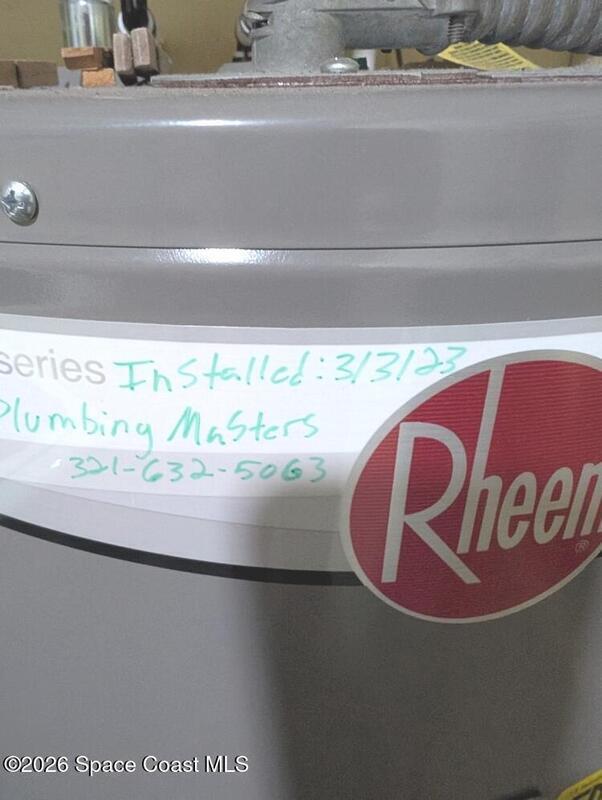 series Installed: 3/3/23
Plumbing Masters
321-632-5063
Rheem
®
©2026 Space Coast MLS